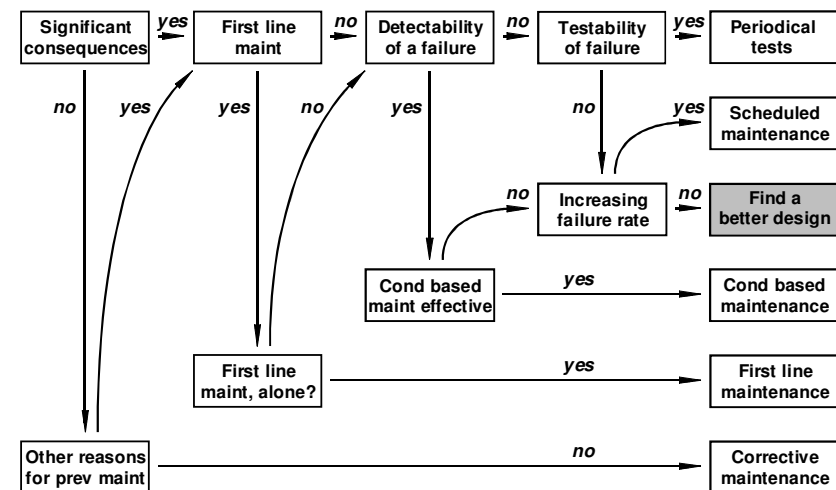 Significant
consequences
yes
First line
maint
no
Detectability
of a failure
no
Testability
of failure
yes
Periodical
tests
no
yes
yes
no
yes
no
yes
Scheduled
maintenance
no
Increasing
failure rate
no
Find a
better design
Cond based
maint effective
yes
Cond based
maintenance
First line
maint, alone?
yes
First line
maintenance
Other reasons
for prev maint
no
Corrective
maintenance